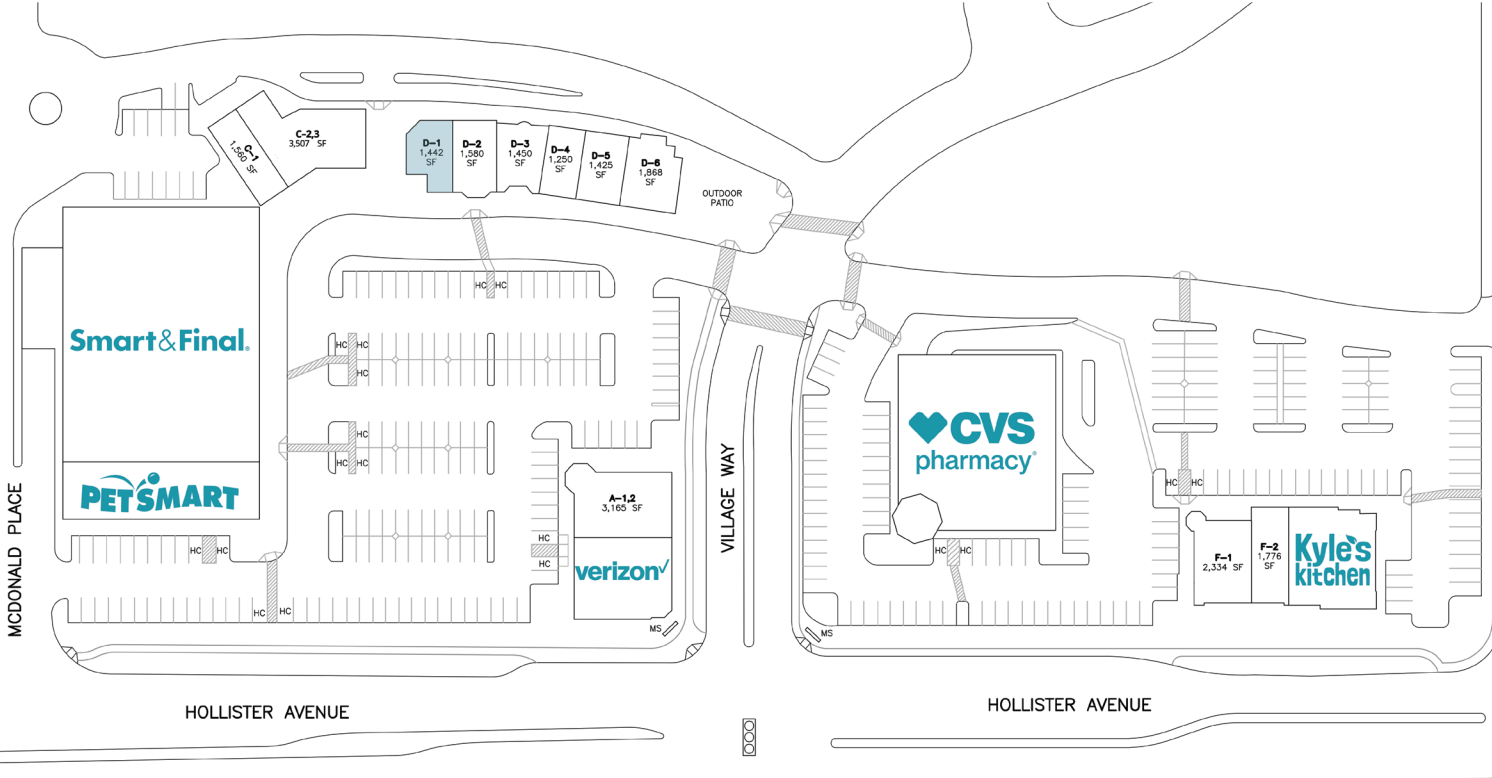 C-1
1,560 SF
C-2,3
3,507 SF
D-1
1,442
SF
D-2
1,580
SF
D-3
1,450
SF
D-4
1,250
SF
D-5
1,425
SF
D-6
1,868
SF
OUTDOOR
PATIO
HC HC
Smart&Final.
HC HC
HC
HC
HC HC
PETSMART
HC HC
HC HC
HC
HC
A-1,2
3,165 SF
verizon✓
MS
MCDONALD PLACE
VILLAGE WAY
CVS
pharmacy®
HC HC
HC HC
F-1
2,334 SF
F-2
1,776
SF
Kyle's
kitchen
MS
HOLLISTER AVENUE
HOLLISTER AVENUE